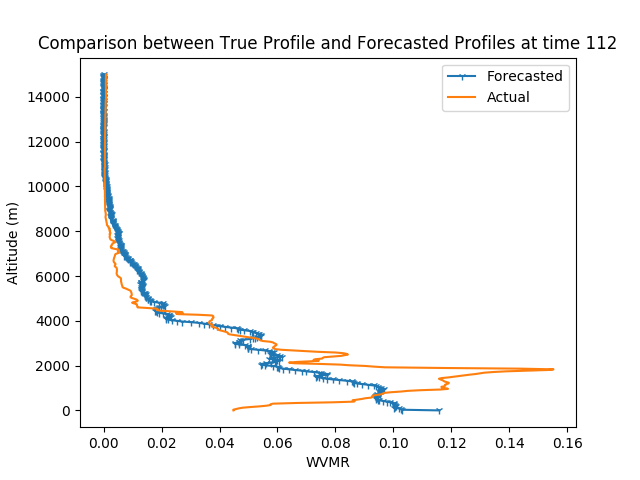 Comparison between True Profile and Forecasted Profiles at time 112
Forecasted
Actual
14000
12000
10000
8000
6000
4000
2000
0
Altitude (m)
0.00 0.02 0.04 0.06 0.08 0.10 0.12 0.14 0.16
WVMR